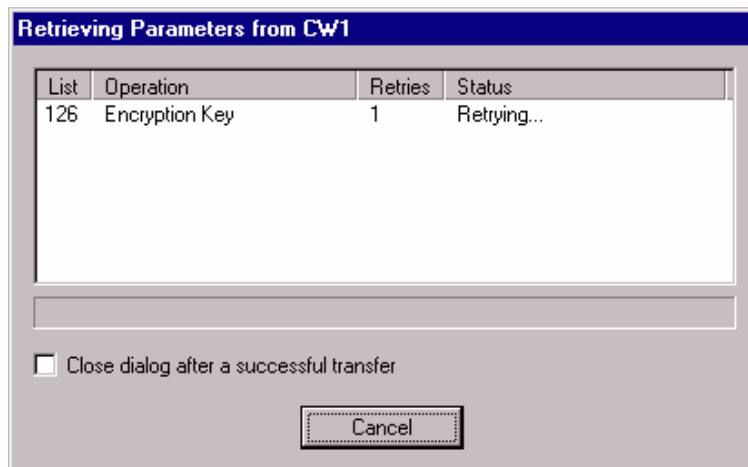 Retrieving Parameters from CW1
List Operation Retries Status
126 Encryption Key 1 Retrying...
Close dialog after a successful transfer
Cancel